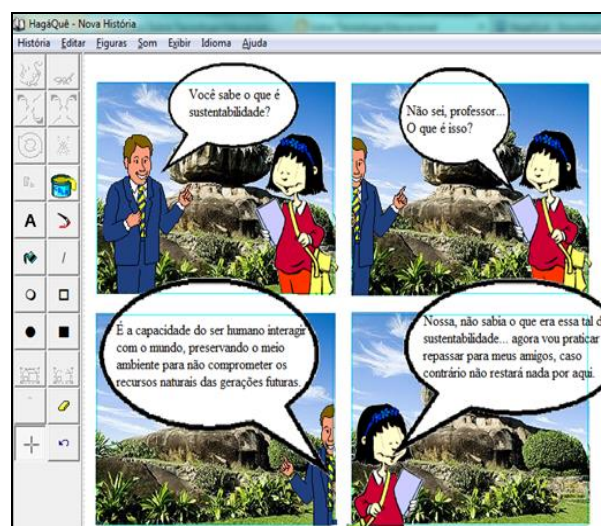 HagáQuê - Nova História
História Editar Figuras Som Exibir Idioma Ajuda
Você sabe o que é
sustentabilidade?
Não sei, professor...
O que é isso?
É a capacidade do ser humano interagir
com o mundo, preservando o meio
ambiente para não comprometer os
recursos naturais das gerações futuras.
Nossa, não sabia o que era essa tal d
sustentabilidade... agora vou praticar
repassar para meus amigos, caso
contrário não restará nada por aqui.
A